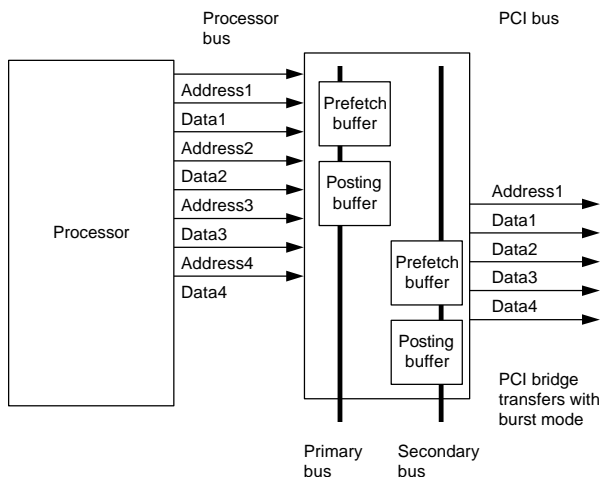 Processor
bus
PCI bus
Address1
Data1
Address2
Data2
Address3
Data3
Address4
Data4
Processor
Prefetch
buffer
Posting
buffer
Prefetch
buffer
Posting
buffer
Address1
Data1
Data2
Data3
Data4
PCI bridge
transfers with
burst mode
Primary
bus
Secondary
bus